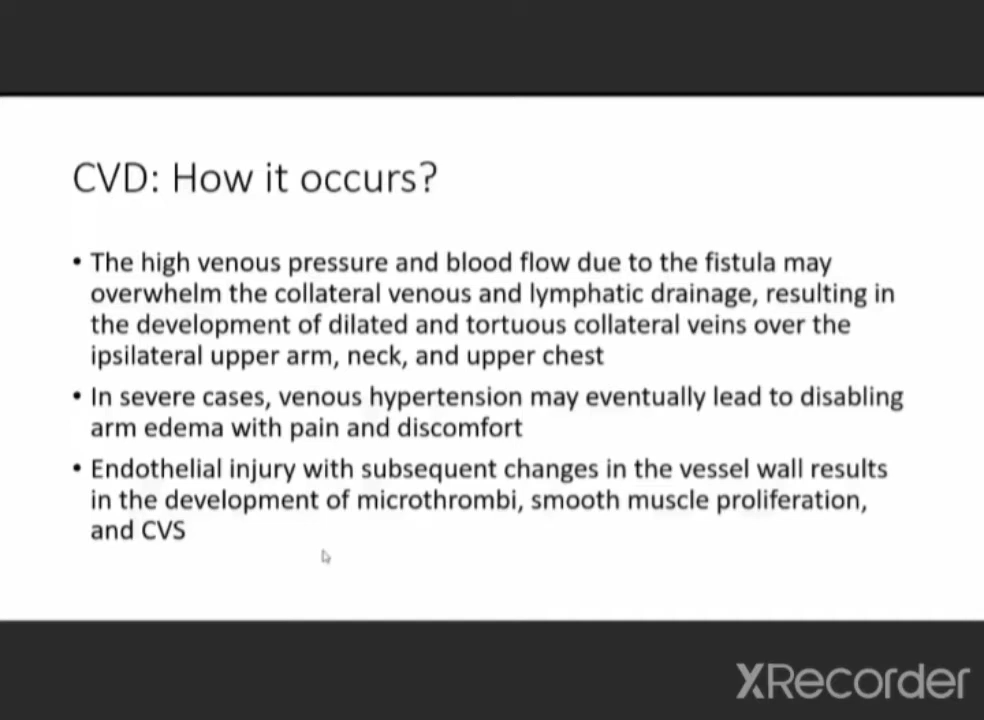 CVD: How it occurs?
• The high venous pressure and blood flow due to the fistula may
overwhelm the collateral venous and lymphatic drainage, resulting in
the development of dilated and tortuous collateral veins over the
ipsilateral upper arm, neck, and upper chest
• In severe cases, venous hypertension may eventually lead to disabling
arm edema with pain and discomfort
• Endothelial injury with subsequent changes in the vessel wall results
in the development of microthrombi, smooth muscle proliferation,
and CVS
XRecorder